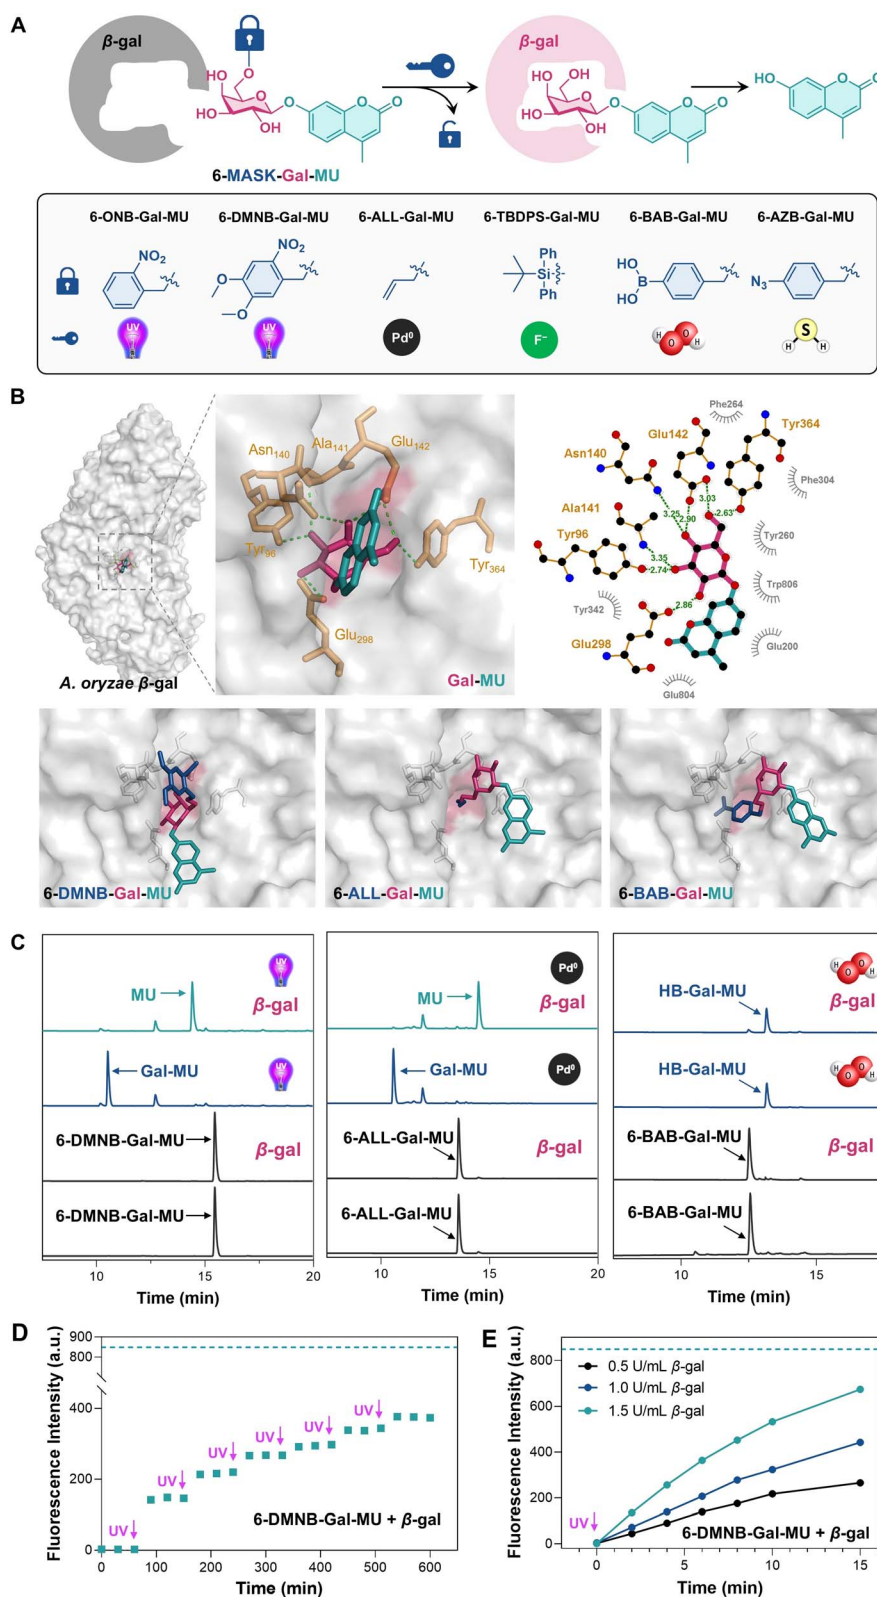 A
β-gal
β-gal
HO
OH
O
O
O
O
HO
OH
HO
OH
O
O
O
O
HO
OH
HO
O
O
6-MASK-Gal-MU
6-ONB-Gal-MU 6-DMNB-Gal-MU 6-ALL-Gal-MU 6-TBDPS-Gal-MU 6-BAB-Gal-MU 6-AZB-Gal-MU
NO₂
NO₂
O
O
Ph
Si
Ph
HO
B
OH
N₃
UV
UV
Pd⁰
F⁻
H O O H
S
H H
B
A. oryzae β-gal
Asn₁₄₀
Ala₁₄₁
Glu₁₄₂
Tyr₉₆
Tyr₃₆₄
Glu₂₉₈
Gal-MU
Phe264
Glu142
Tyr364
Asn140
Phe304
3.03
3.25
2.90
2.63
Ala141
Tyr260
Tyr96
3.35
2.74
Trp806
Tyr342
2.86
Glu298
Glu200
Glu804
6-DMNB-Gal-MU
6-ALL-Gal-MU
6-BAB-Gal-MU
C
UV
MU
β-gal
UV
Gal-MU
6-DMNB-Gal-MU
β-gal
6-DMNB-Gal-MU
10 15 20
Time (min)
Pd⁰
MU
β-gal
Pd⁰
Gal-MU
6-ALL-Gal-MU
β-gal
6-ALL-Gal-MU
10 15 20
Time (min)
H O O H
HB-Gal-MU
β-gal
H O O H
HB-Gal-MU
6-BAB-Gal-MU
β-gal
6-BAB-Gal-MU
10 15
Time (min)
D
Fluorescence Intensity (a.u.)
900
800
400
200
0
UV
UV
UV
UV
UV
UV
6-DMNB-Gal-MU + β-gal
0 100 200 300 400 500 600
Time (min)
E
Fluorescence Intensity (a.u.)
800
600
400
200
0
0.5 U/mL β-gal
1.0 U/mL β-gal
1.5 U/mL β-gal
UV
6-DMNB-Gal-MU + β-gal
0 5 10 15
Time (min)